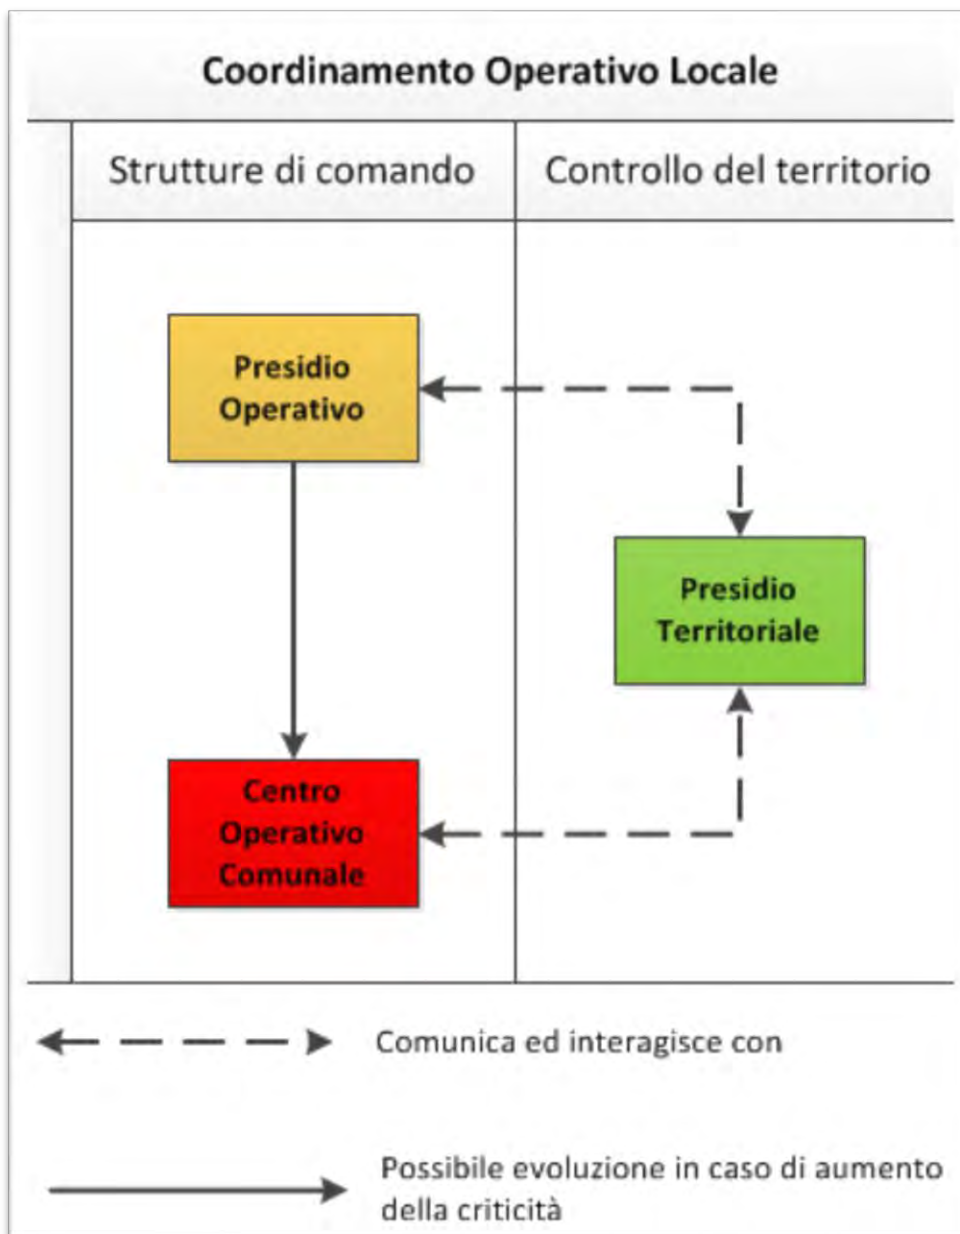 Coordinamento Operativo Locale
Strutture di comando
Controllo del territorio
Presidio
Operativo
Presidio
Territoriale
Centro
Operativo
Comunale
Comunica ed interagisce con
Possibile evoluzione in caso di aumento
della criticità